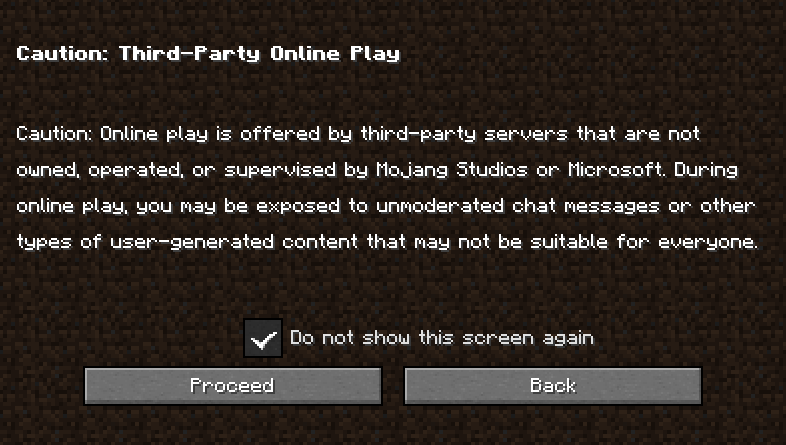 Caution: Third-Party Online Play
Caution: Online play is offered by third-party servers that are not
owned, operated, or supervised by Mojang Studios or Microsoft. During
online play, you may be exposed to unmoderated chat messages or other
types of user-generated content that may not be suitable for everyone.
Do not show this screen again
Proceed
Back